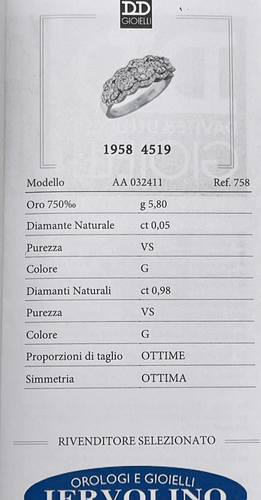 DD
GIOIELLI
1958 4519
Modello AA 032411 Ref. 758
Oro 750‰ g 5,80
Diamante Naturale ct 0,05
Purezza VS
Colore G
Diamanti Naturali ct 0,98
Purezza VS
Colore G
Proporzioni di taglio OTTIME
Simmetria OTTIMA
RIVENDITORE SELEZIONATO
OROLOGI E GIOIELLI
IERVOLINO